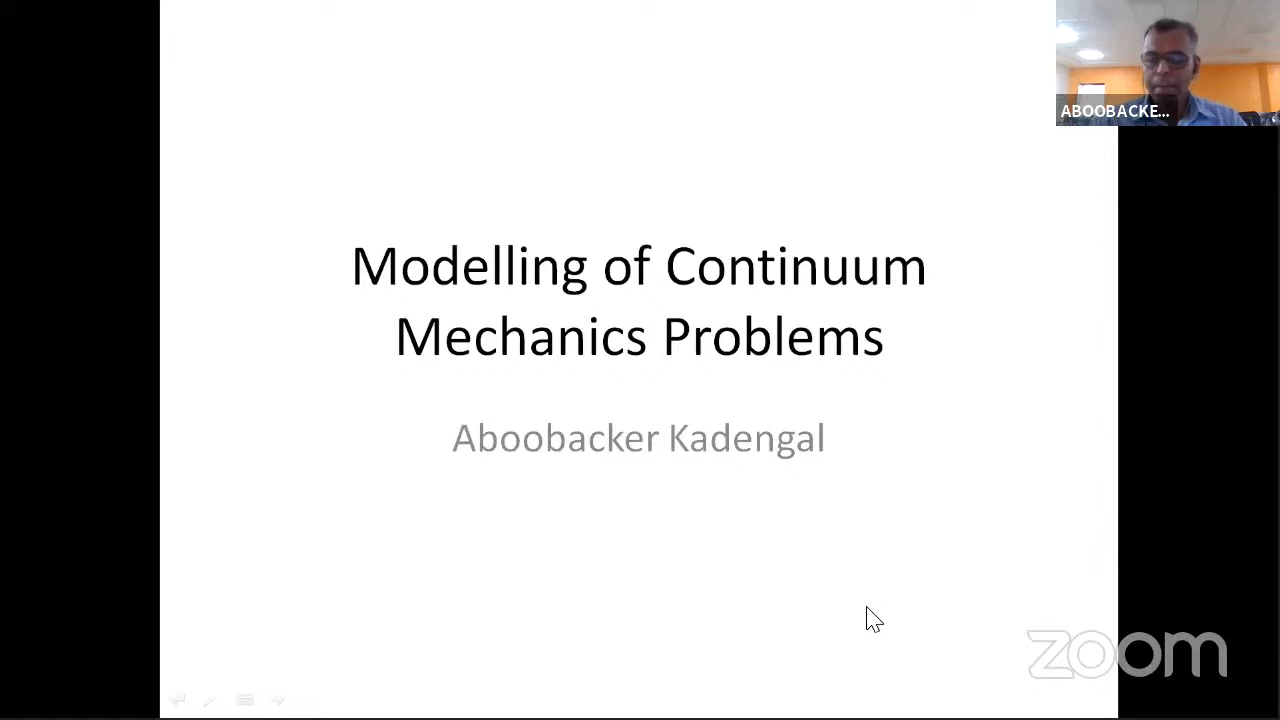 ABOOBACKE...
Modelling of Continuum
Mechanics Problems
Aboobacker Kadengal
zoom